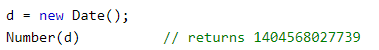 d = new Date();
Number(d)          // returns 1404568027739